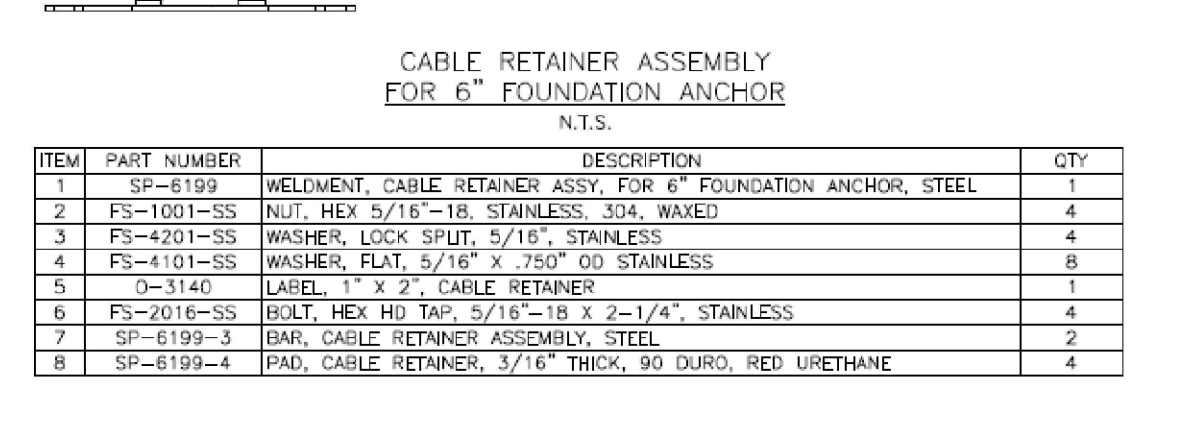 CABLE RETAINER ASSEMBLY
FOR 6" FOUNDATION ANCHOR
N.T.S.
ITEM PART NUMBER DESCRIPTION QTY
1 SP-6199 WELDMENT, CABLE RETAINER ASSY, FOR 6" FOUNDATION ANCHOR, STEEL 1
2 FS-1001-SS NUT, HEX 5/16"-18, STAINLESS, 304, WAXED 4
3 FS-4201-SS WASHER, LOCK SPLIT, 5/16", STAINLESS 4
4 FS-4101-SS WASHER, FLAT, 5/16" X .750" OD STAINLESS 8
5 O-3140 LABEL, 1" X 2", CABLE RETAINER 1
6 FS-2016-SS BOLT, HEX HD TAP, 5/16"-18 X 2-1/4", STAINLESS 4
7 SP-6199-3 BAR, CABLE RETAINER ASSEMBLY, STEEL 2
8 SP-6199-4 PAD, CABLE RETAINER, 3/16" THICK, 90 DURO, RED URETHANE 4